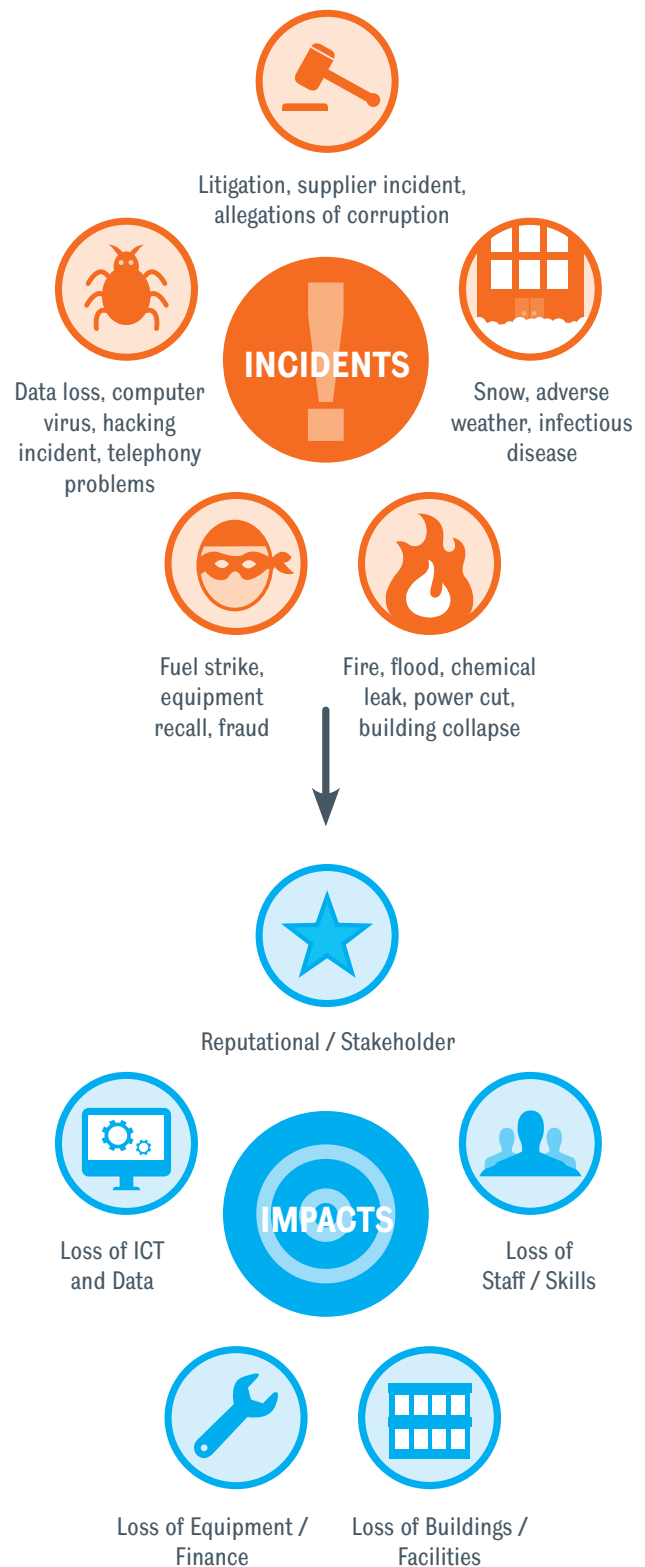 Litigation, supplier incident,
allegations of corruption
INCIDENTS
Data loss, computer
virus, hacking
incident, telephony
problems
Snow, adverse
weather, infectious
disease
Fuel strike,
equipment
recall, fraud
Fire, flood, chemical
leak, power cut,
building collapse
Reputational / Stakeholder
IMPACTS
Loss of ICT
and Data
Loss of
Staff / Skills
Loss of Equipment /
Finance
Loss of Buildings /
Facilities